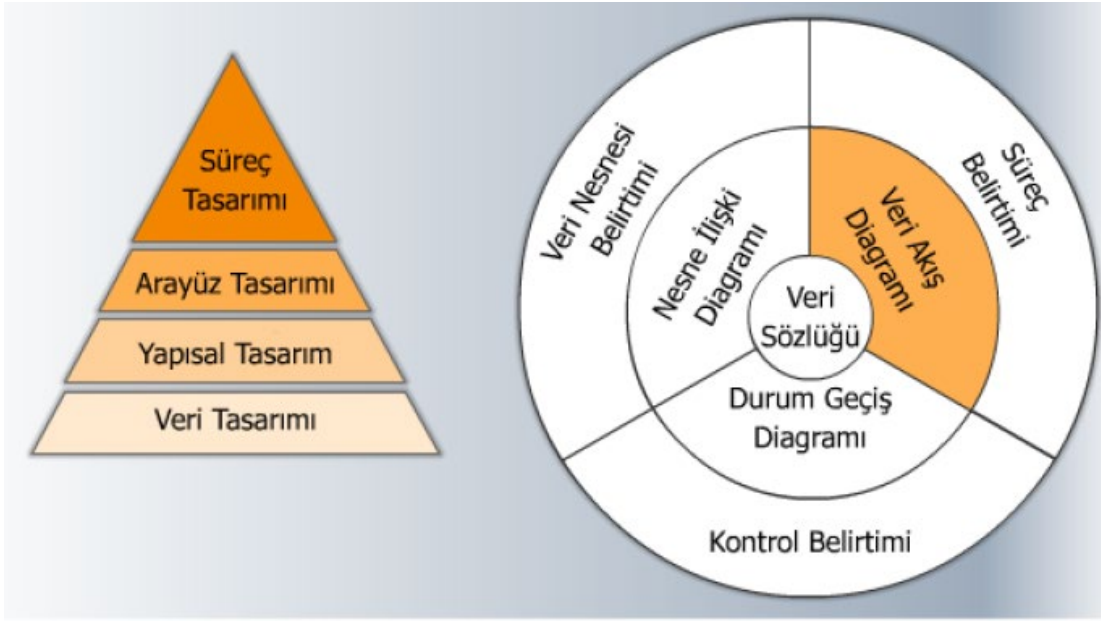 Süreç
Tasarımı
Arayüz Tasarımı
Yapısal Tasarım
Veri Tasarımı
Veri Nesnesi
Belirtimi
Nesne İlişki
Diagramı
Veri Akış
Diagramı
Süreç
Belirtimi
Veri
Sözlüğü
Durum Geçiş
Diagramı
Kontrol Belirtimi